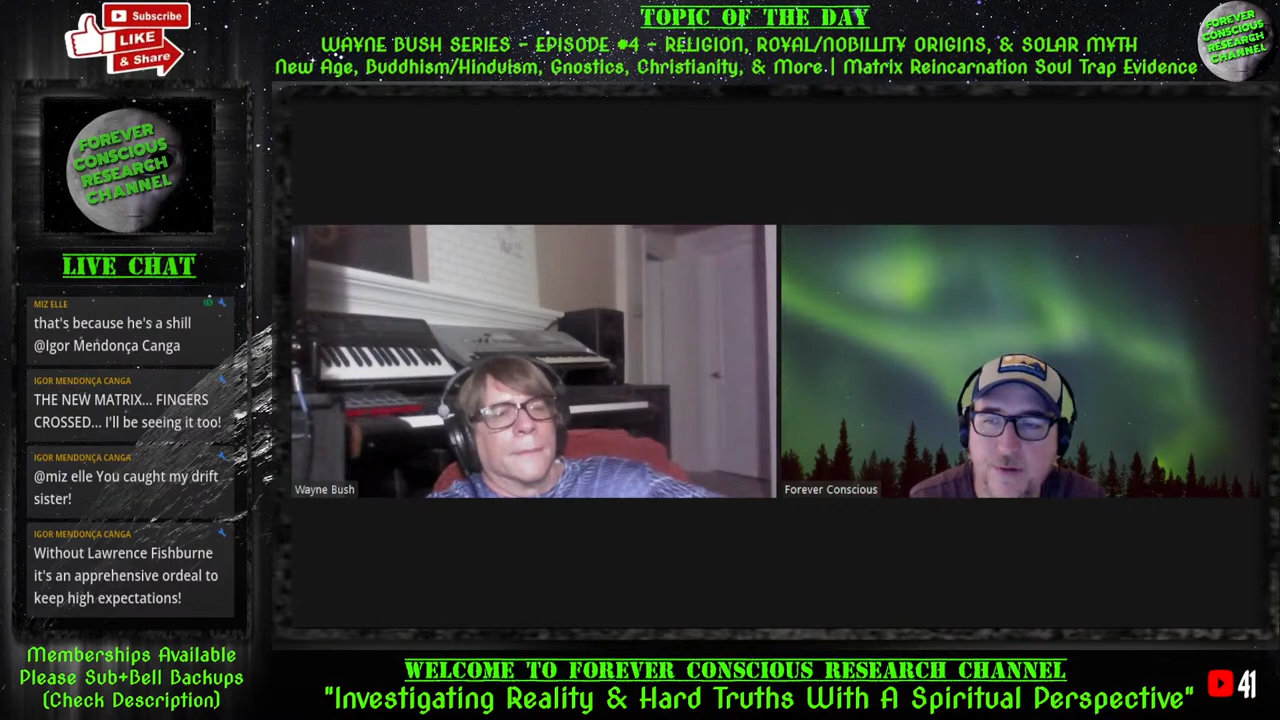 Subscribe
LIKE
& Share
TOPIC OF THE DAY
WAYNE BUSH SERIES - EPISODE #4 - RELIGION, ROYAL/NOBILLITY ORIGINS, & SOLAR MYTH
New Age, Buddhism/Hinduism, Gnostics, Christianity, & More | Matrix Reincarnation Soul Trap Evidence
FOREVER
CONSCIOUS
RESEARCH
CHANNEL
FOREVER
CONSCIOUS
RESEARCH
CHANNEL
LIVE CHAT
MIZ ELLE
that's because he's a shill
@Igor Mendonça Canga
IGOR MENDONÇA CANGA
THE NEW MATRIX... FINGERS
CROSSED... I'll be seeing it too!
IGOR MENDONÇA CANGA
@miz elle You caught my drift
sister!
IGOR MENDONÇA CANGA
Without Lawrence Fishburne
it's an apprehensive ordeal to
keep high expectations!
Wayne Bush
Forever Conscious
Memberships Available
Please Sub+Bell Backups
(Check Description)
WELCOME TO FOREVER CONSCIOUS RESEARCH CHANNEL
"Investigating Reality & Hard Truths With A Spiritual Perspective"
41